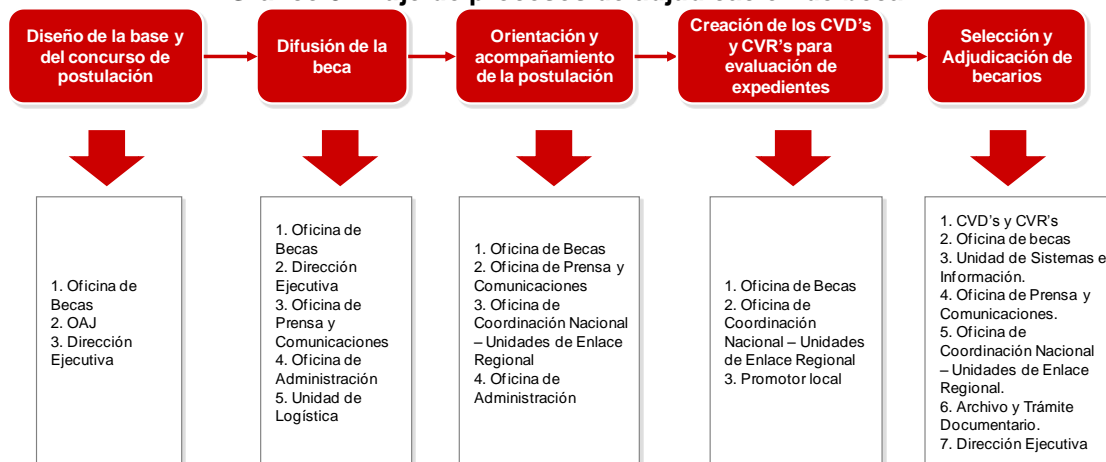 Diseño de la base y
del concurso de
postulación
Difusión de la
beca
Orientación y
acompañamiento
de la postulación
Creación de los CVD's
y CVR's para
evaluación de
expedientes
Selección y
Adjudicación de
becarios
1. Oficina de
Becas
2. OAJ
3. Dirección
Ejecutiva
1. Oficina de
Becas
2. Dirección
Ejecutiva
3. Oficina de
Prensa y
Comunicaciones
4. Oficina de
Administración
5. Unidad de
Logística
1. Oficina de Becas
2. Oficina de Prensa y
Comunicaciones
3. Oficina de
Coordinación Nacional
– Unidades de Enlace
Regional
4. Oficina de
Administración
1. Oficina de Becas
2. Oficina de
Coordinación
Nacional – Unidades
de Enlace Regional
3. Promotor local
1. CVD's y CVR's
2. Oficina de becas
3. Unidad de Sistemas e
Información.
4. Oficina de Prensa y
Comunicaciones.
5. Oficina de
Coordinación Nacional
– Unidades de Enlace
Regional.
6. Archivo y Trámite
Documentario.
7. Dirección Ejecutiva